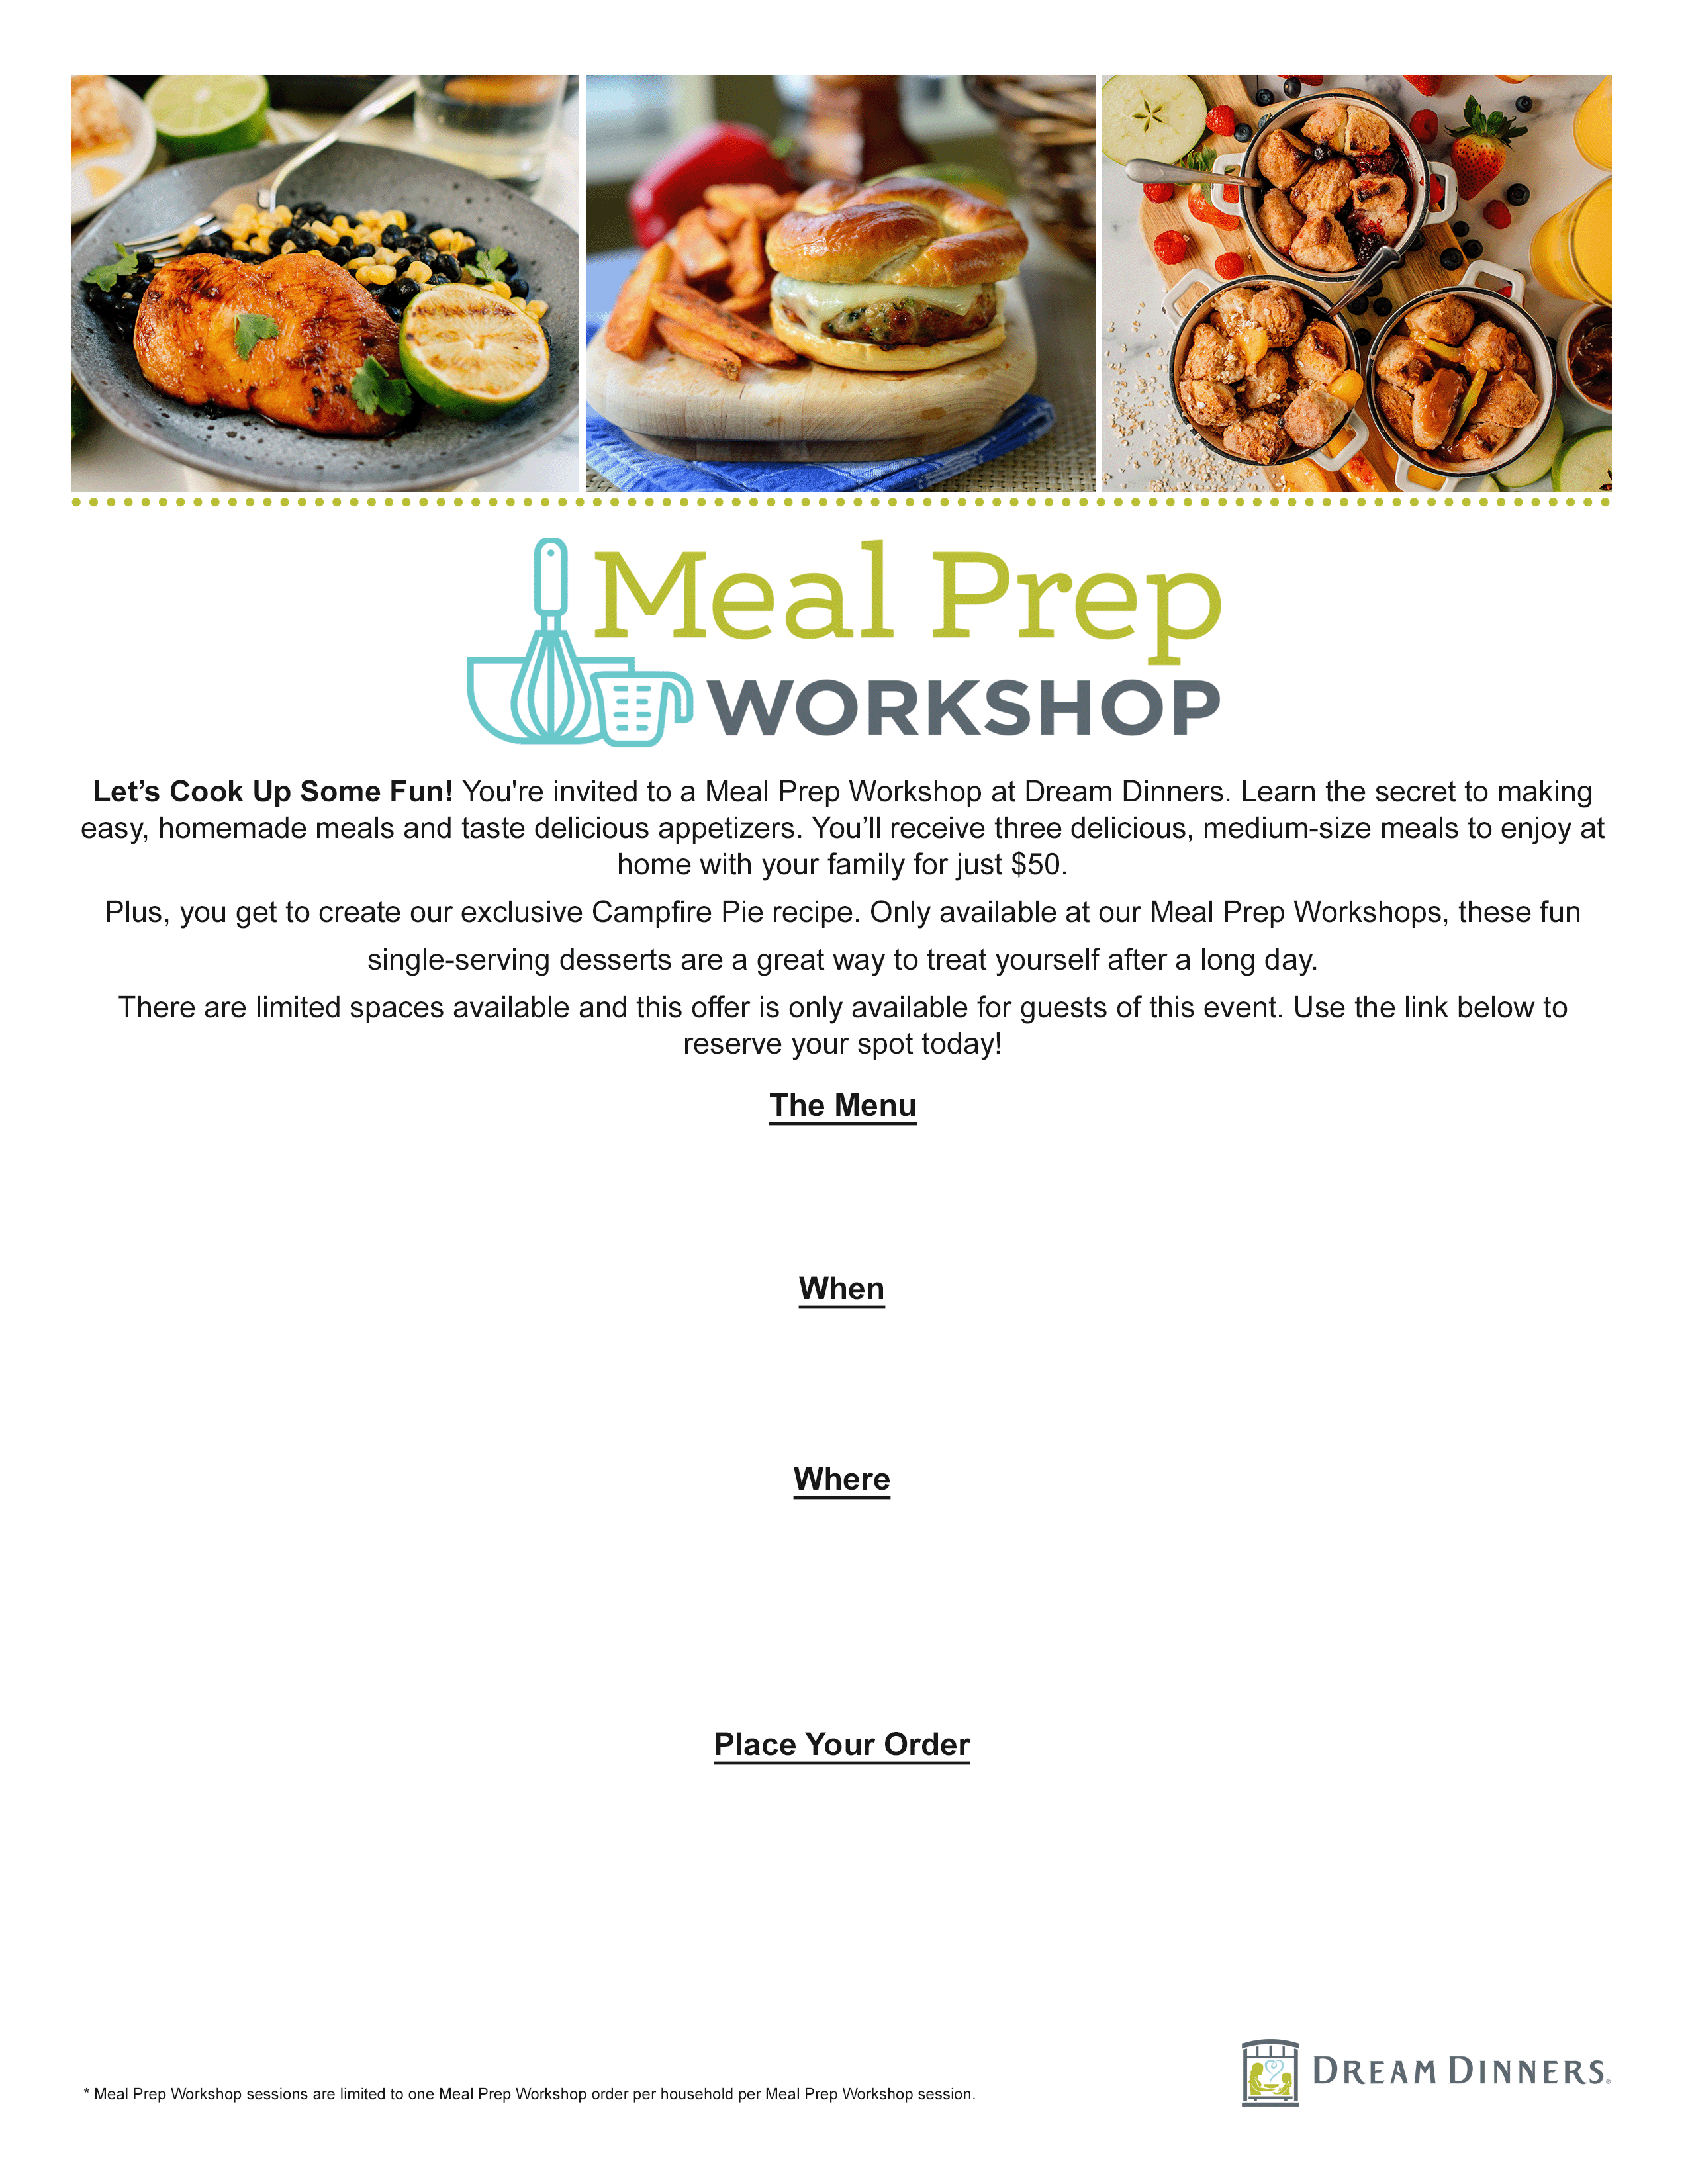 Meal Prep
WORKSHOP
Let’s Cook Up Some Fun! You're invited to a Meal Prep Workshop at Dream Dinners. Learn the secret to making
easy, homemade meals and taste delicious appetizers. You’ll receive three delicious, medium-size meals to enjoy at
home with your family for just $50.
Plus, you get to create our exclusive Campfire Pie recipe. Only available at our Meal Prep Workshops, these fun
single-serving desserts are a great way to treat yourself after a long day.
There are limited spaces available and this offer is only available for guests of this event. Use the link below to
reserve your spot today!
The Menu
When
Where
Place Your Order
* Meal Prep Workshop sessions are limited to one Meal Prep Workshop order per household per Meal Prep Workshop session.
DREAM DINNERS®